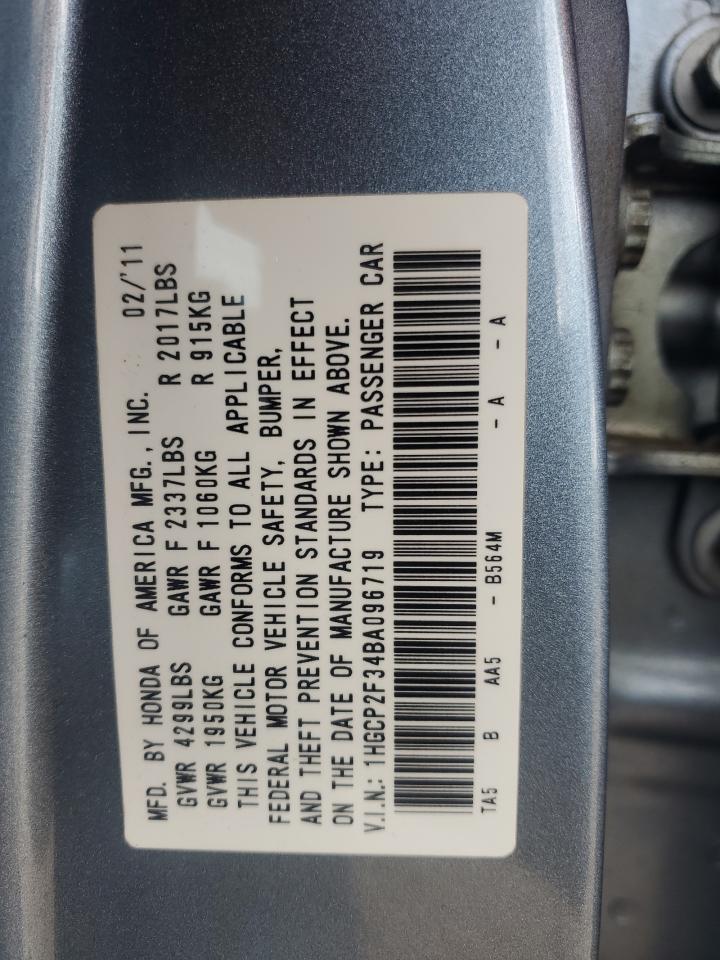 MFD. BY HONDA OF AMERICA MFG., INC. 02/'11
GVWR 4299LBS GAWR F 2337LBS R 2017LBS
GVWR 1950KG GAWR F 1060KG R 915KG
THIS VEHICLE CONFORMS TO ALL APPLICABLE
FEDERAL MOTOR VEHICLE SAFETY, BUMPER,
AND THEFT PREVENTION STANDARDS IN EFFECT
ON THE DATE OF MANUFACTURE SHOWN ABOVE.
V.I.N.: 1HGCP2F34BA096719 TYPE: PASSENGER CAR
TA5 B AA5 - B564M - A - A